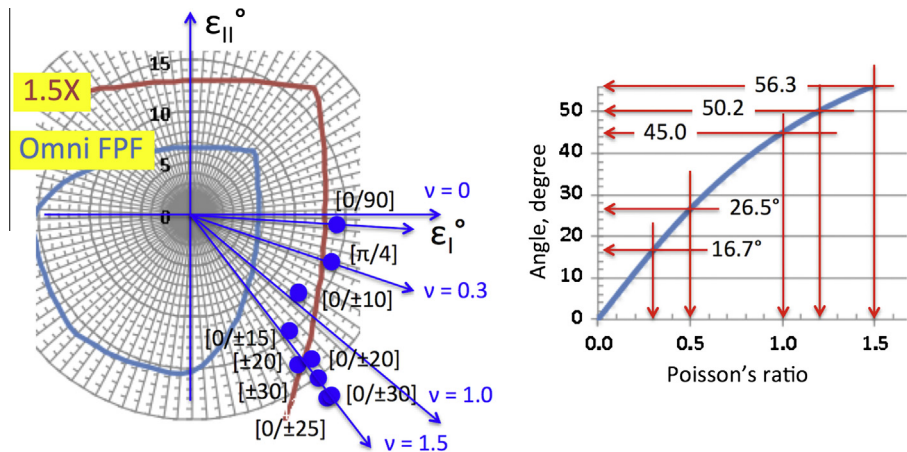 ε_II°
15
1.5X
10
Omni FPF
5
[0/90]
ν = 0
0
ε_I°
[π/4]
ν = 0.3
[0/±10]
[0/±15]
[±20]
[0/±20]
[±30]
[0/±30]
ν = 1.0
[0/±25]
ν = 1.5
Angle, degree
56.3
50
50.2
45.0
40
30
26.5°
20
16.7°
10
0
0.0
0.5
1.0
1.5
Poisson's ratio